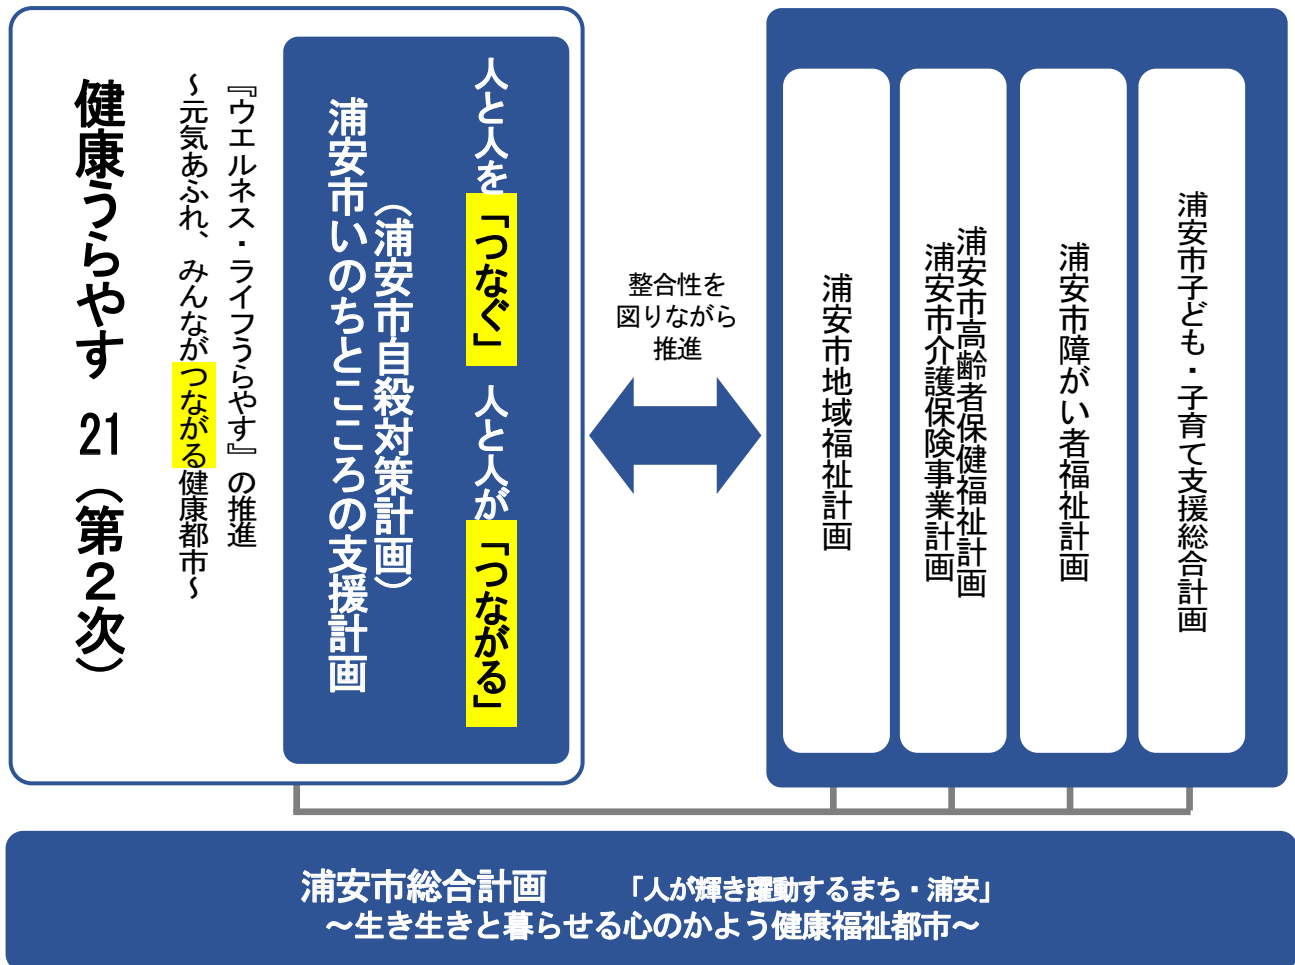 健康うらやす 21（第２次）
『ウエルネス・ライフうらやす』の推進
～元気あふれ、みんながつながる健康都市～
人と人を「つなぐ」 人と人が「つながる」
（浦安市自殺対策計画）
浦安市いのちとこころの支援計画
整合性を
図りながら
推進
浦安市地域福祉計画
浦安市高齢者保健福祉計画
浦安市介護保険事業計画
浦安市障がい者福祉計画
浦安市子ども・子育て支援総合計画
浦安市総合計画 「人が輝き躍動するまち・浦安」
～生き生きと暮らせる心のかよう健康福祉都市～